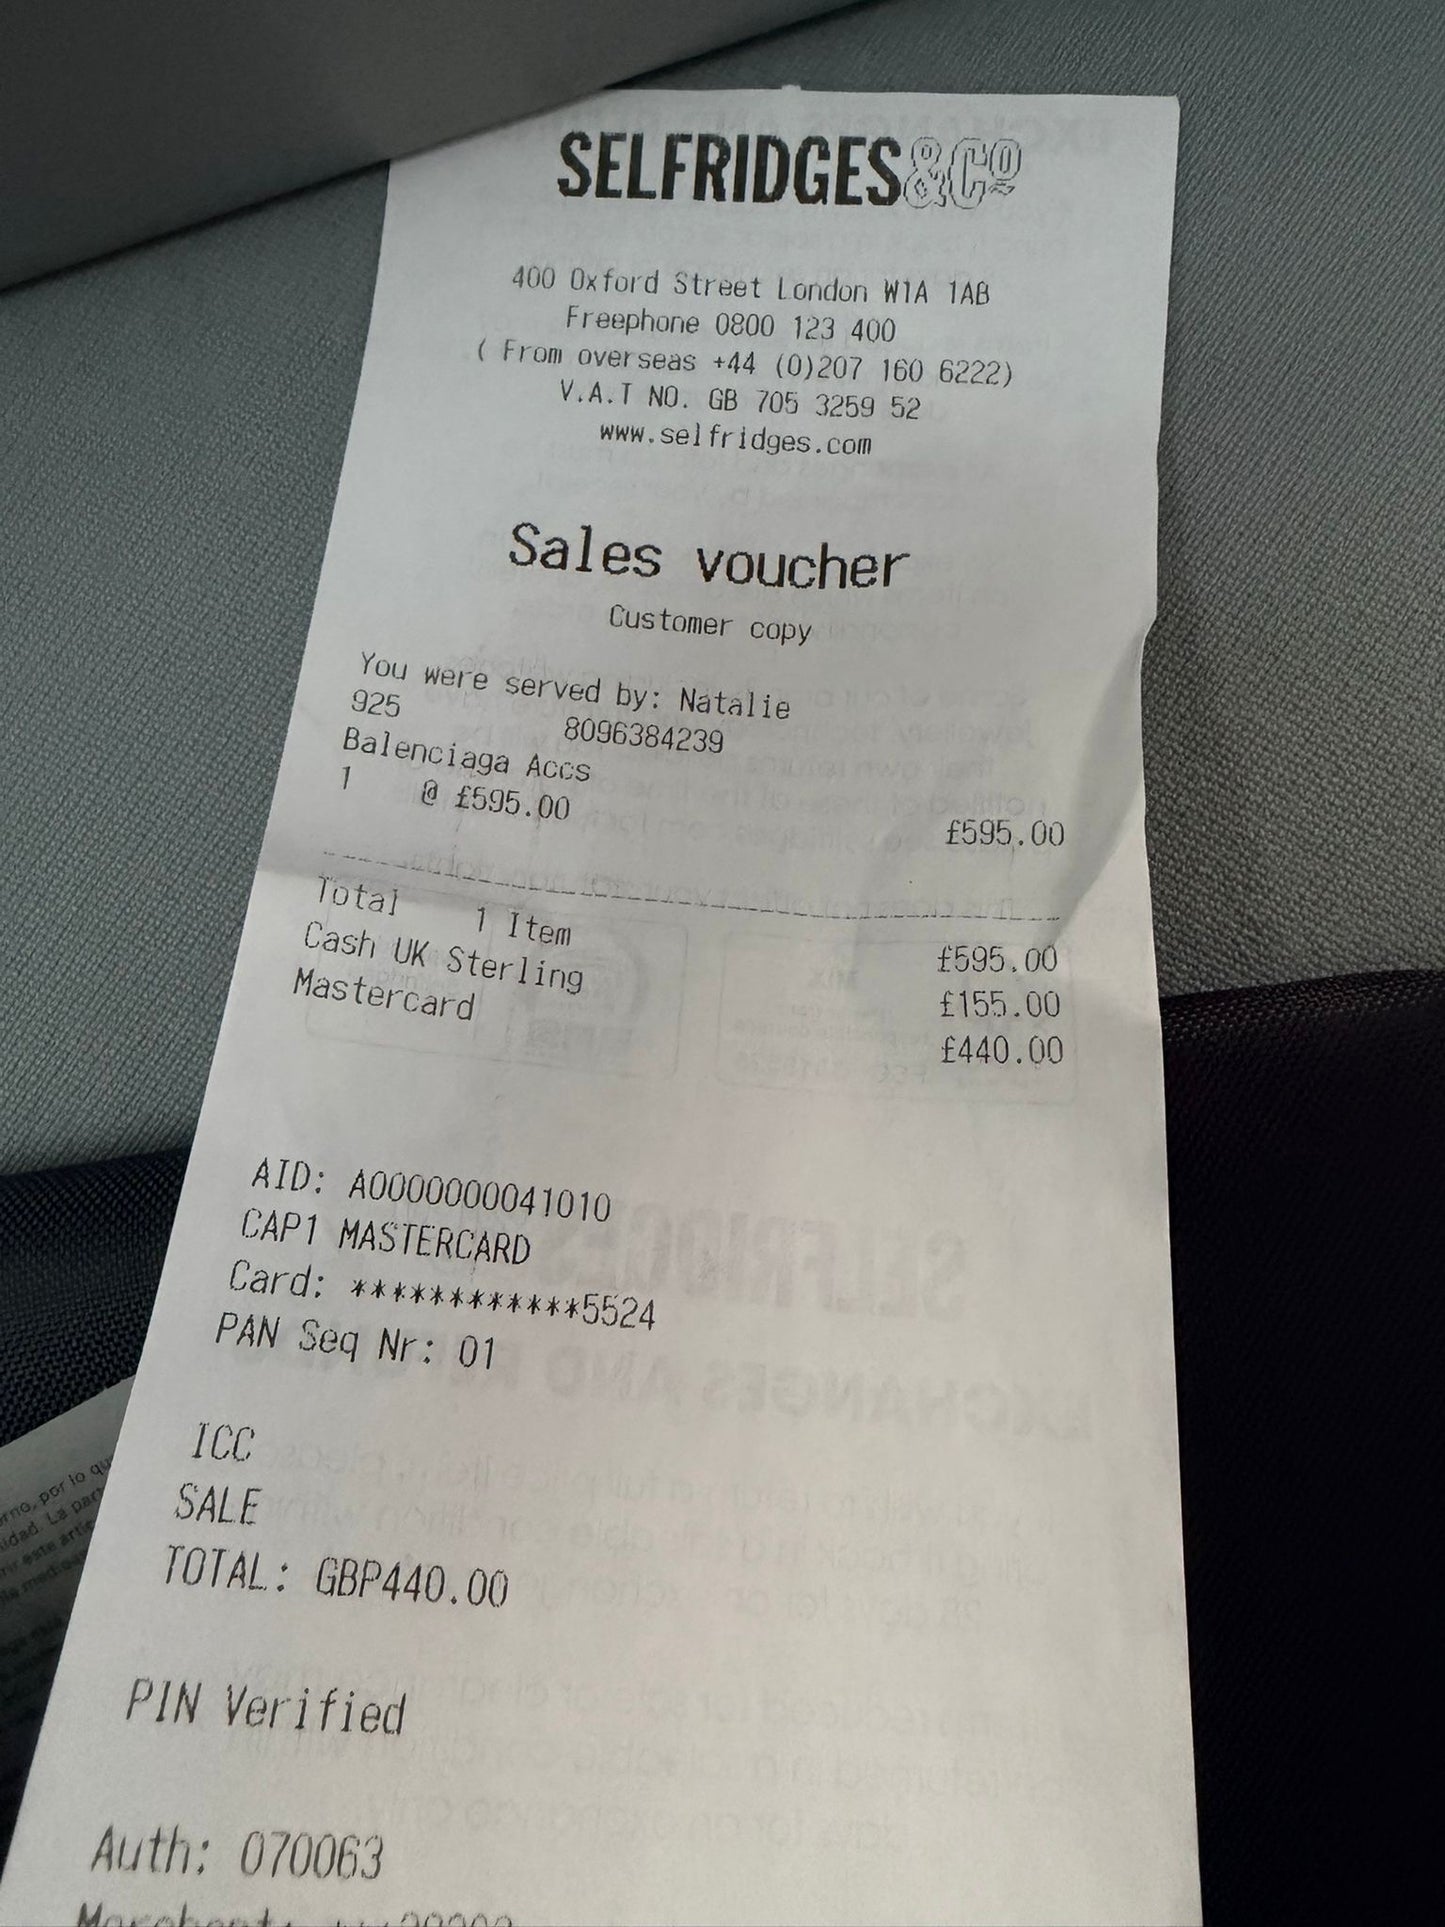 SELFRIDGES&Cº
400 Oxford Street London W1A 1AB
Freephone 0800 123 400
( From overseas +44 (0)207 160 6222)
V.A.T NO. GB 705 3259 52
www.selfridges.com
Sales voucher
Customer copy
You were served by: Natalie
925 8096384239
Balenciaga Accs
1 @ £595.00 £595.00
Total 1 Item £595.00
Cash UK Sterling £155.00
Mastercard £440.00
AID: A0000000041010
CAP1 MASTERCARD
Card: ************5524
PAN Seq Nr: 01
ICC
SALE
TOTAL: GBP440.00
PIN Verified
Auth: 070063